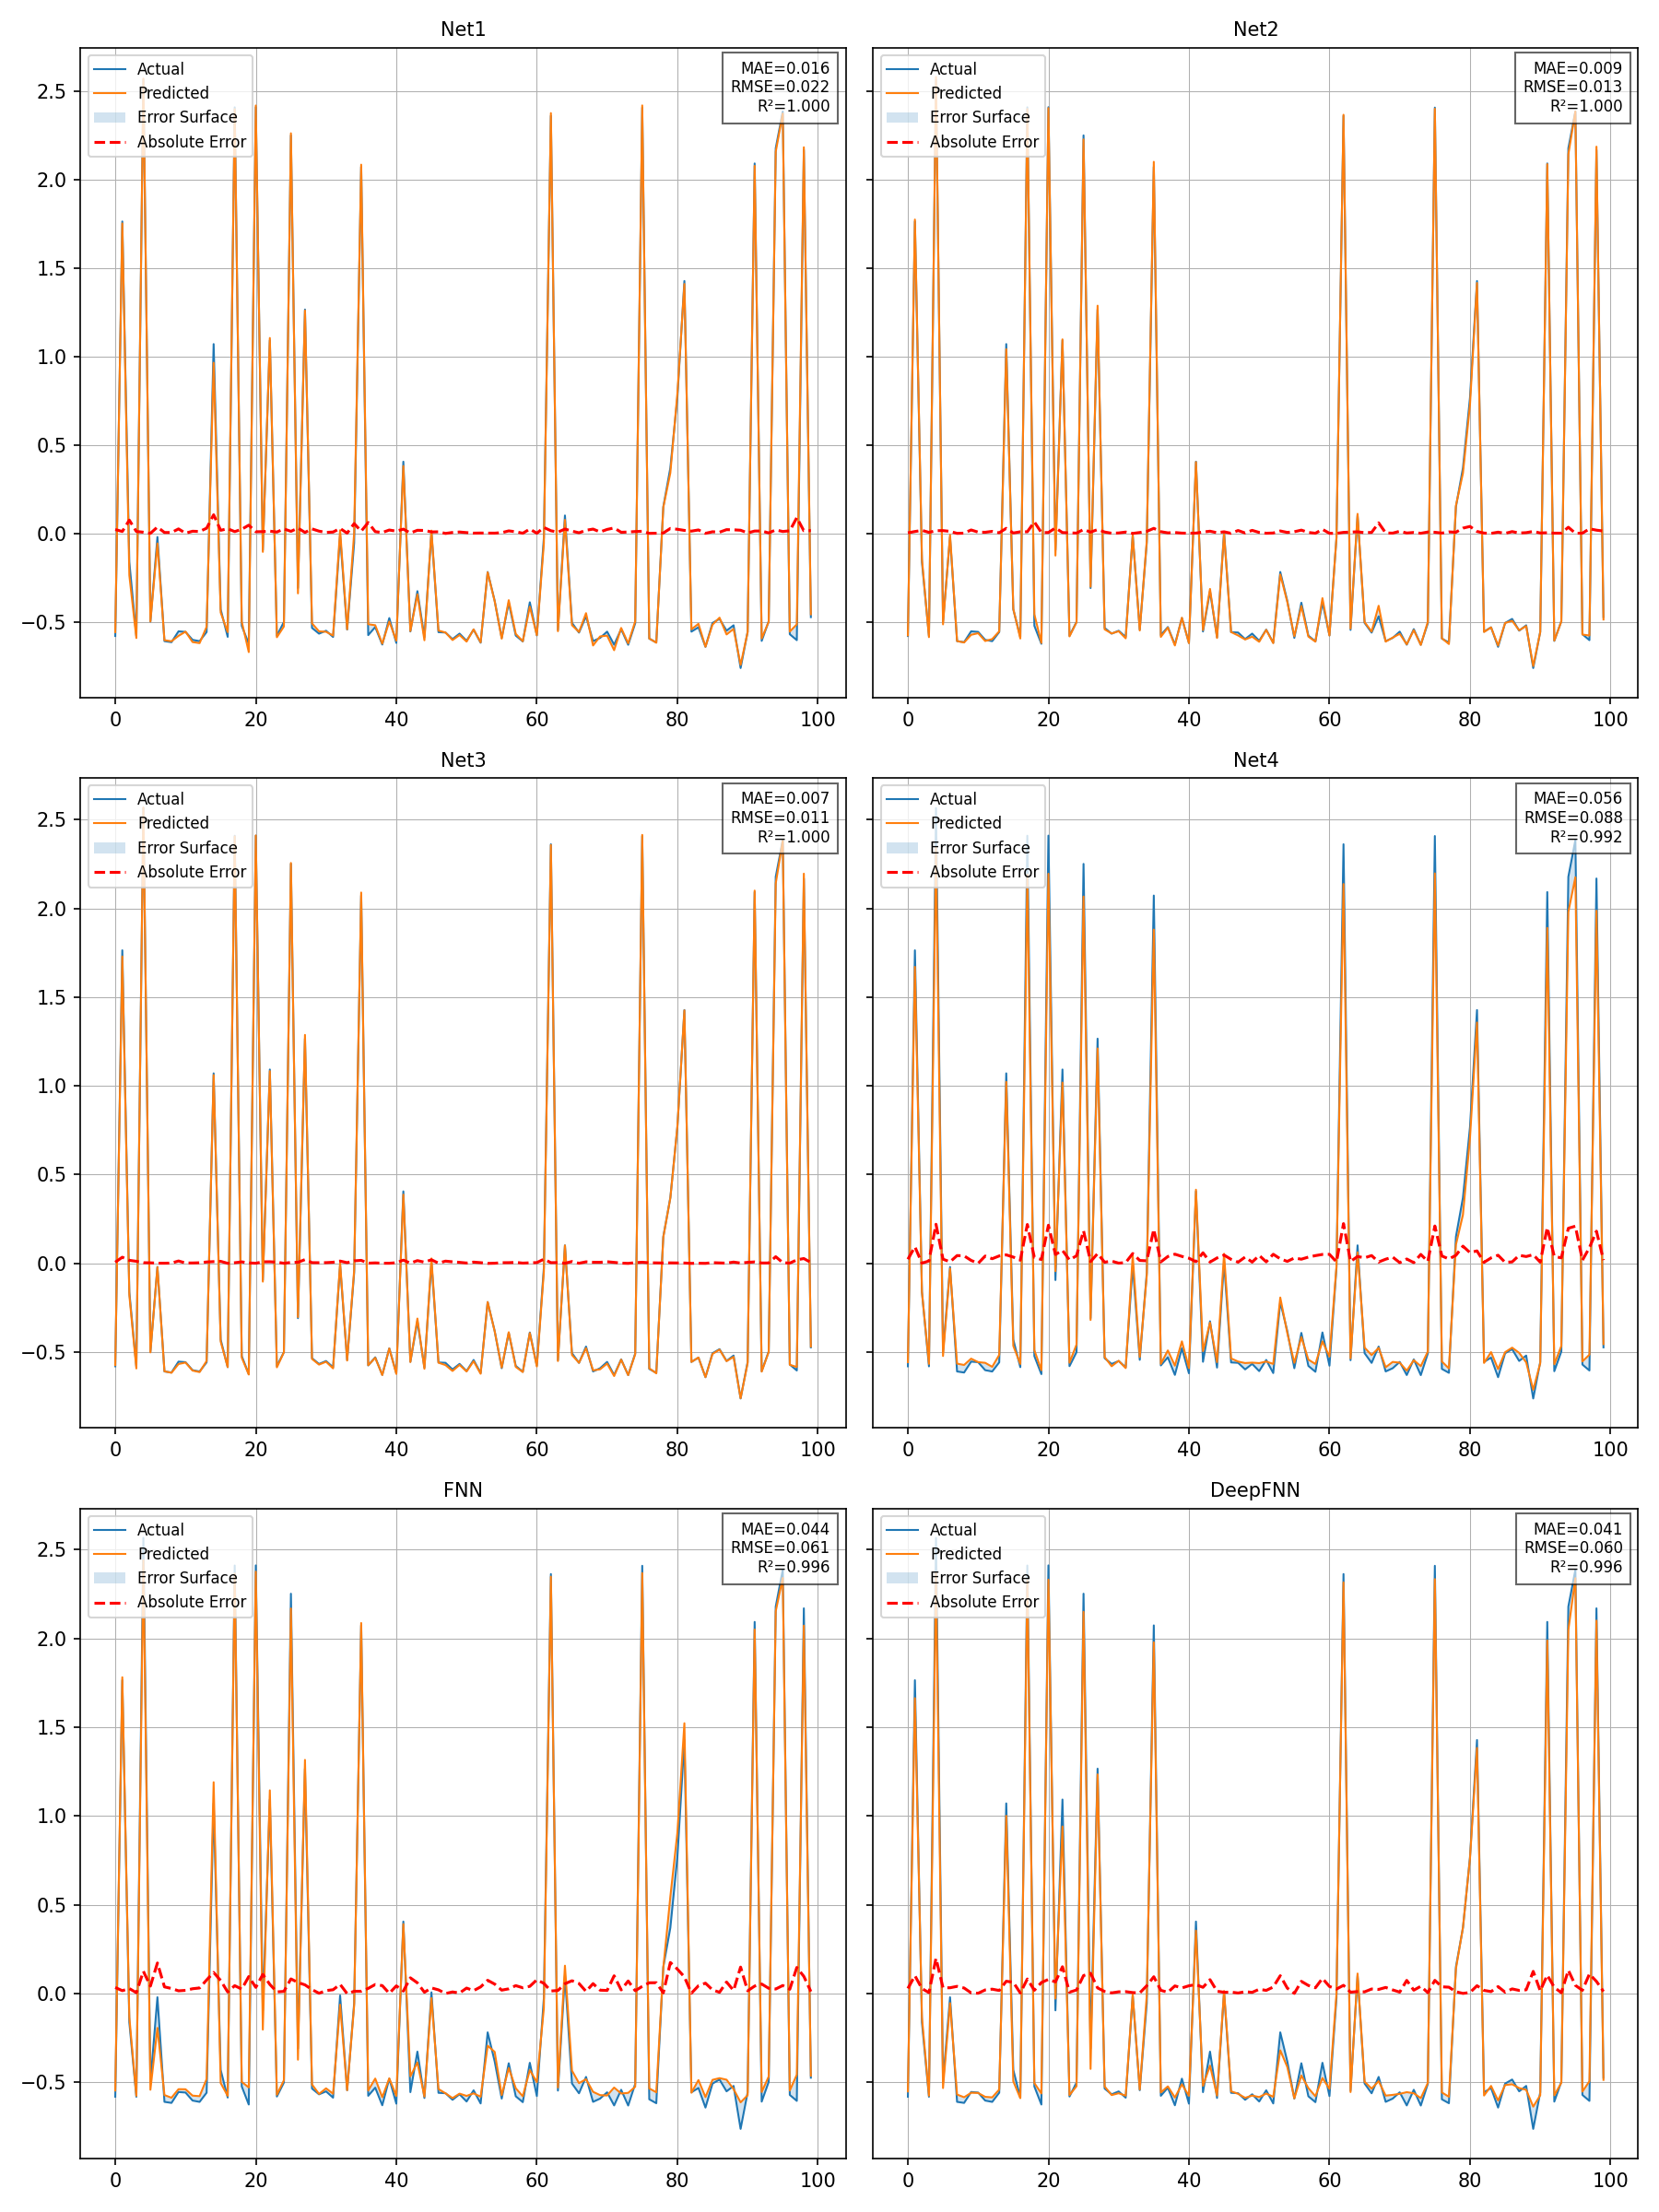 Net1
Actual
Predicted
Error Surface
Absolute Error
MAE=0.016
RMSE=0.022
R²=1.000
2.5
2.0
1.5
1.0
0.5
0.0
−0.5
0 20 40 60 80 100
Net2
Actual
Predicted
Error Surface
Absolute Error
MAE=0.009
RMSE=0.013
R²=1.000
0 20 40 60 80 100
Net3
Actual
Predicted
Error Surface
Absolute Error
MAE=0.007
RMSE=0.011
R²=1.000
2.5
2.0
1.5
1.0
0.5
0.0
−0.5
0 20 40 60 80 100
Net4
Actual
Predicted
Error Surface
Absolute Error
MAE=0.056
RMSE=0.088
R²=0.992
0 20 40 60 80 100
FNN
Actual
Predicted
Error Surface
Absolute Error
MAE=0.044
RMSE=0.061
R²=0.996
2.5
2.0
1.5
1.0
0.5
0.0
−0.5
0 20 40 60 80 100
DeepFNN
Actual
Predicted
Error Surface
Absolute Error
MAE=0.041
RMSE=0.060
R²=0.996
0 20 40 60 80 100